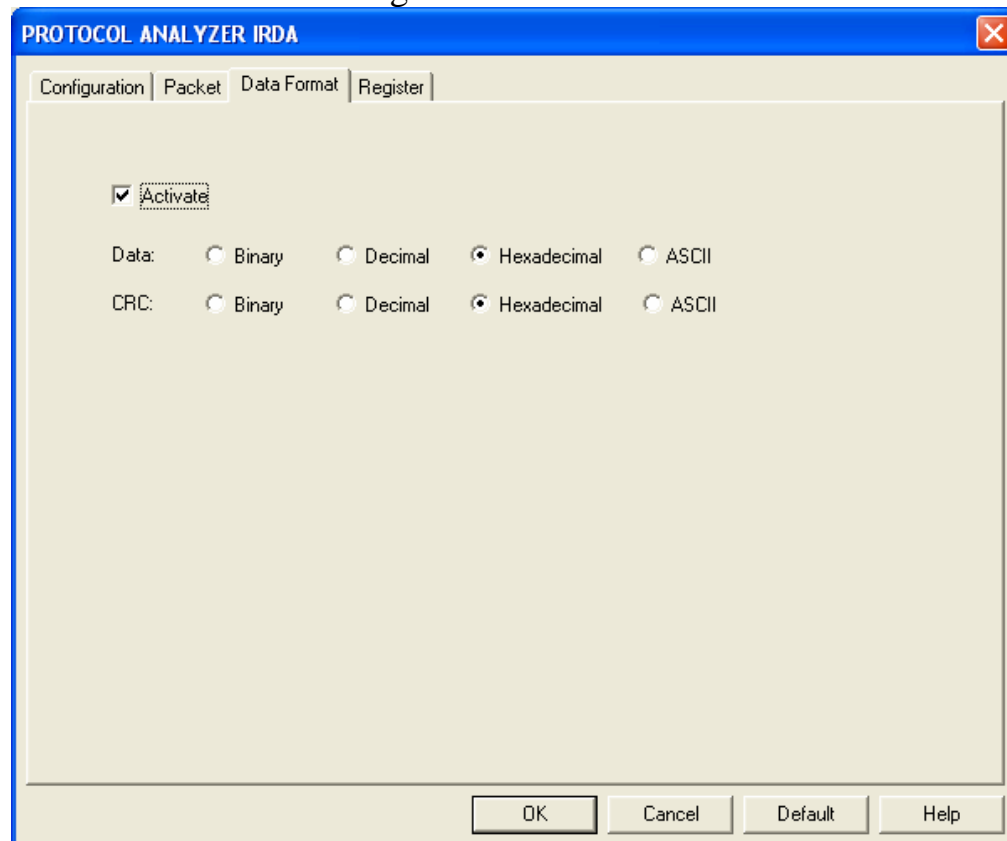 PROTOCOL ANALYZER IRDA
Configuration Packet Data Format Register
Activate
Data: Binary Decimal Hexadecimal ASCII
CRC: Binary Decimal Hexadecimal ASCII
OK Cancel Default Help